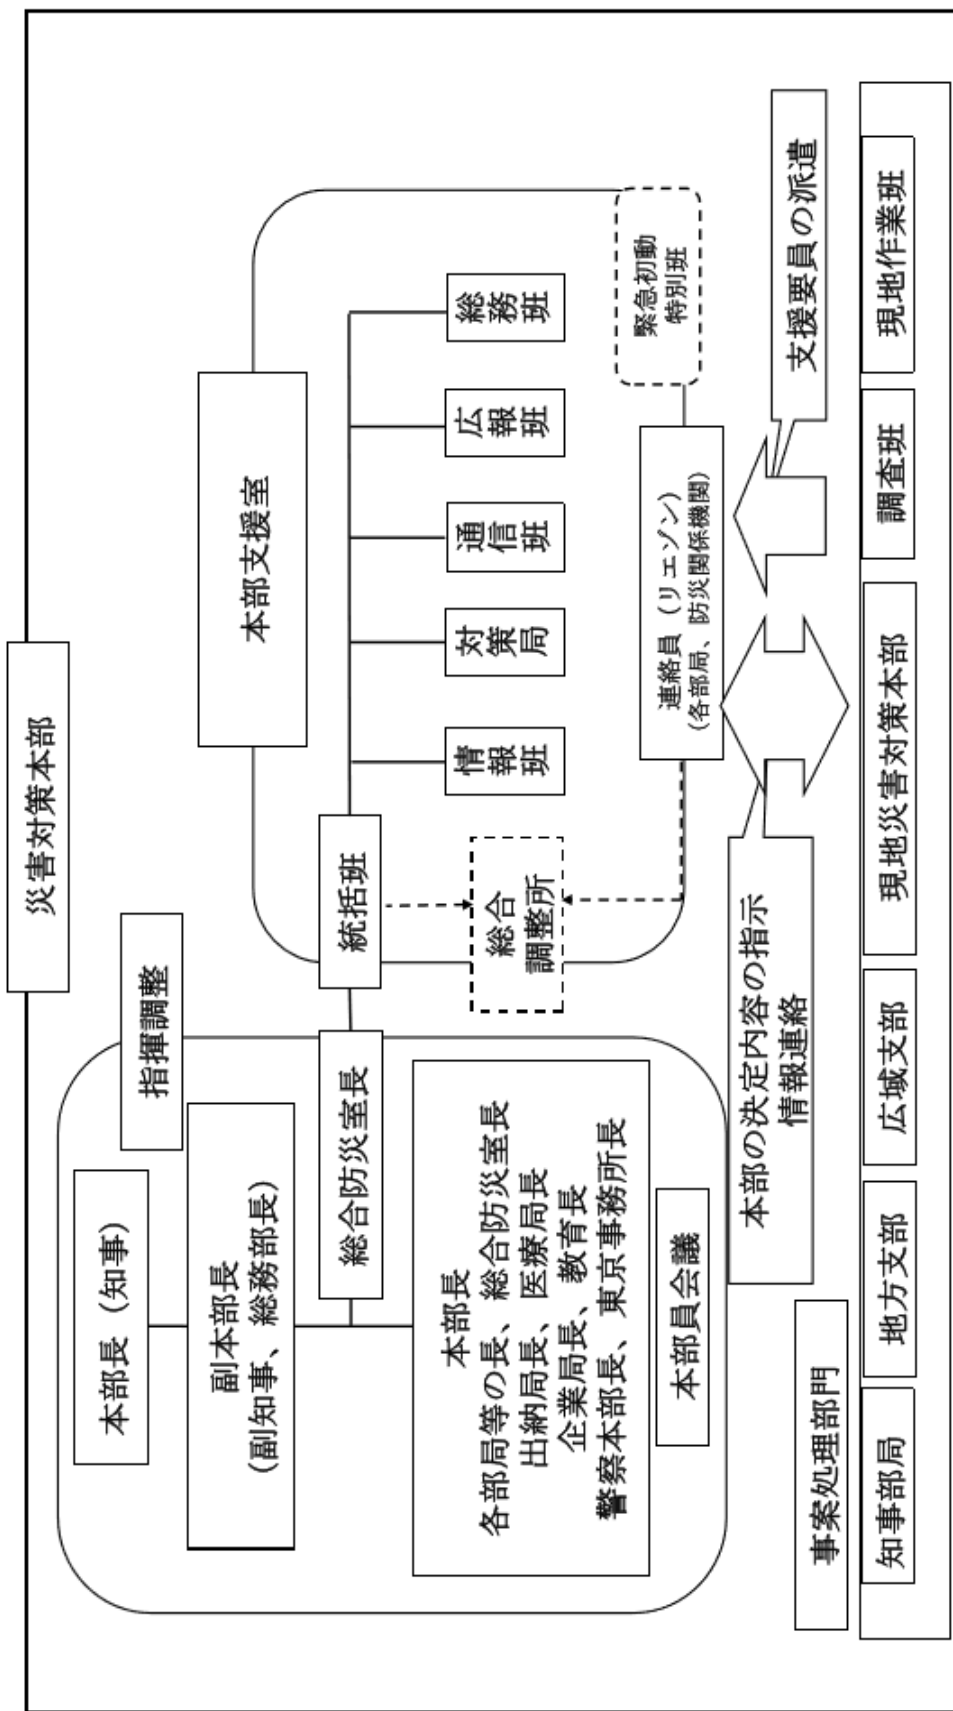 災害対策本部
指揮調整
本部長（知事）
副本部長
（副知事、総務部長）
総合防災室長
本部長
各部局等の長、総合防災室長
出納局長、医療局長
企業局長、教育長
警察本部長、東京事務所長
本部員会議
本部支援室
統括班
情報班
対策局
通信班
広報班
総務班
総合
調整所
連絡員（リエゾン）
（各部局、防災関係機関）
緊急初動
特別班
本部の決定内容の指示
情報連絡
支援要員の派遣
事案処理部門
知事部局
地方支部
広域支部
現地災害対策本部
調査班
現地作業班